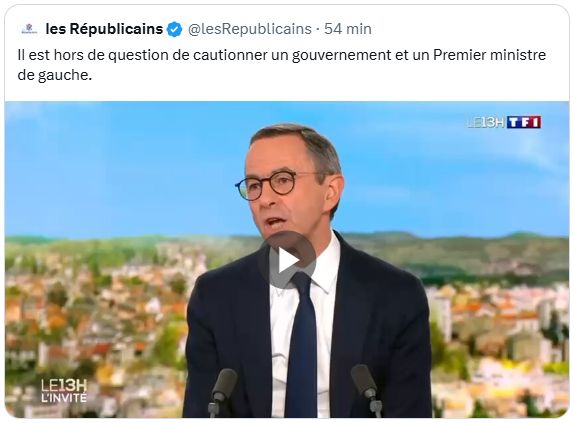 les Républicains @lesRepublicains · 54 min
Il est hors de question de cautionner un gouvernement et un Premier ministre
de gauche.
LE13H TF1
LE13H
L'INVITÉ